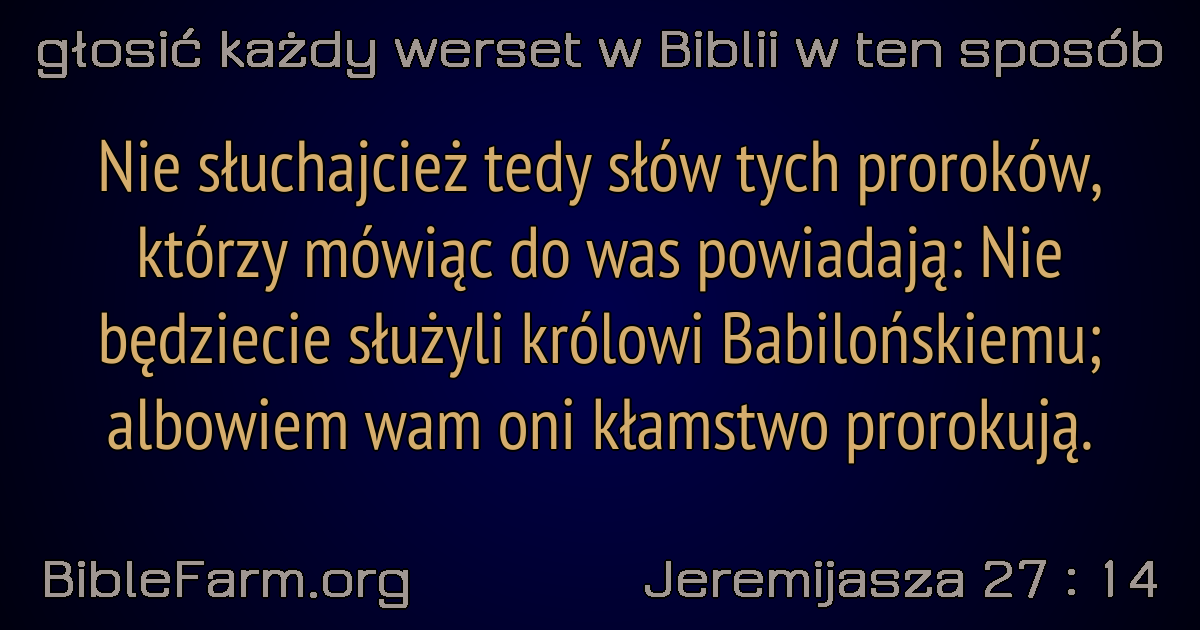 głosić każdy werset w Biblii w ten sposób
Nie słuchajcież tedy słów tych proroków,
którzy mówiąc do was powiadają: Nie
będziecie służyli królowi Babilońskiemu;
albowiem wam oni kłamstwo prorokują.
BibleFarm.org
Jeremijasza 27 : 14